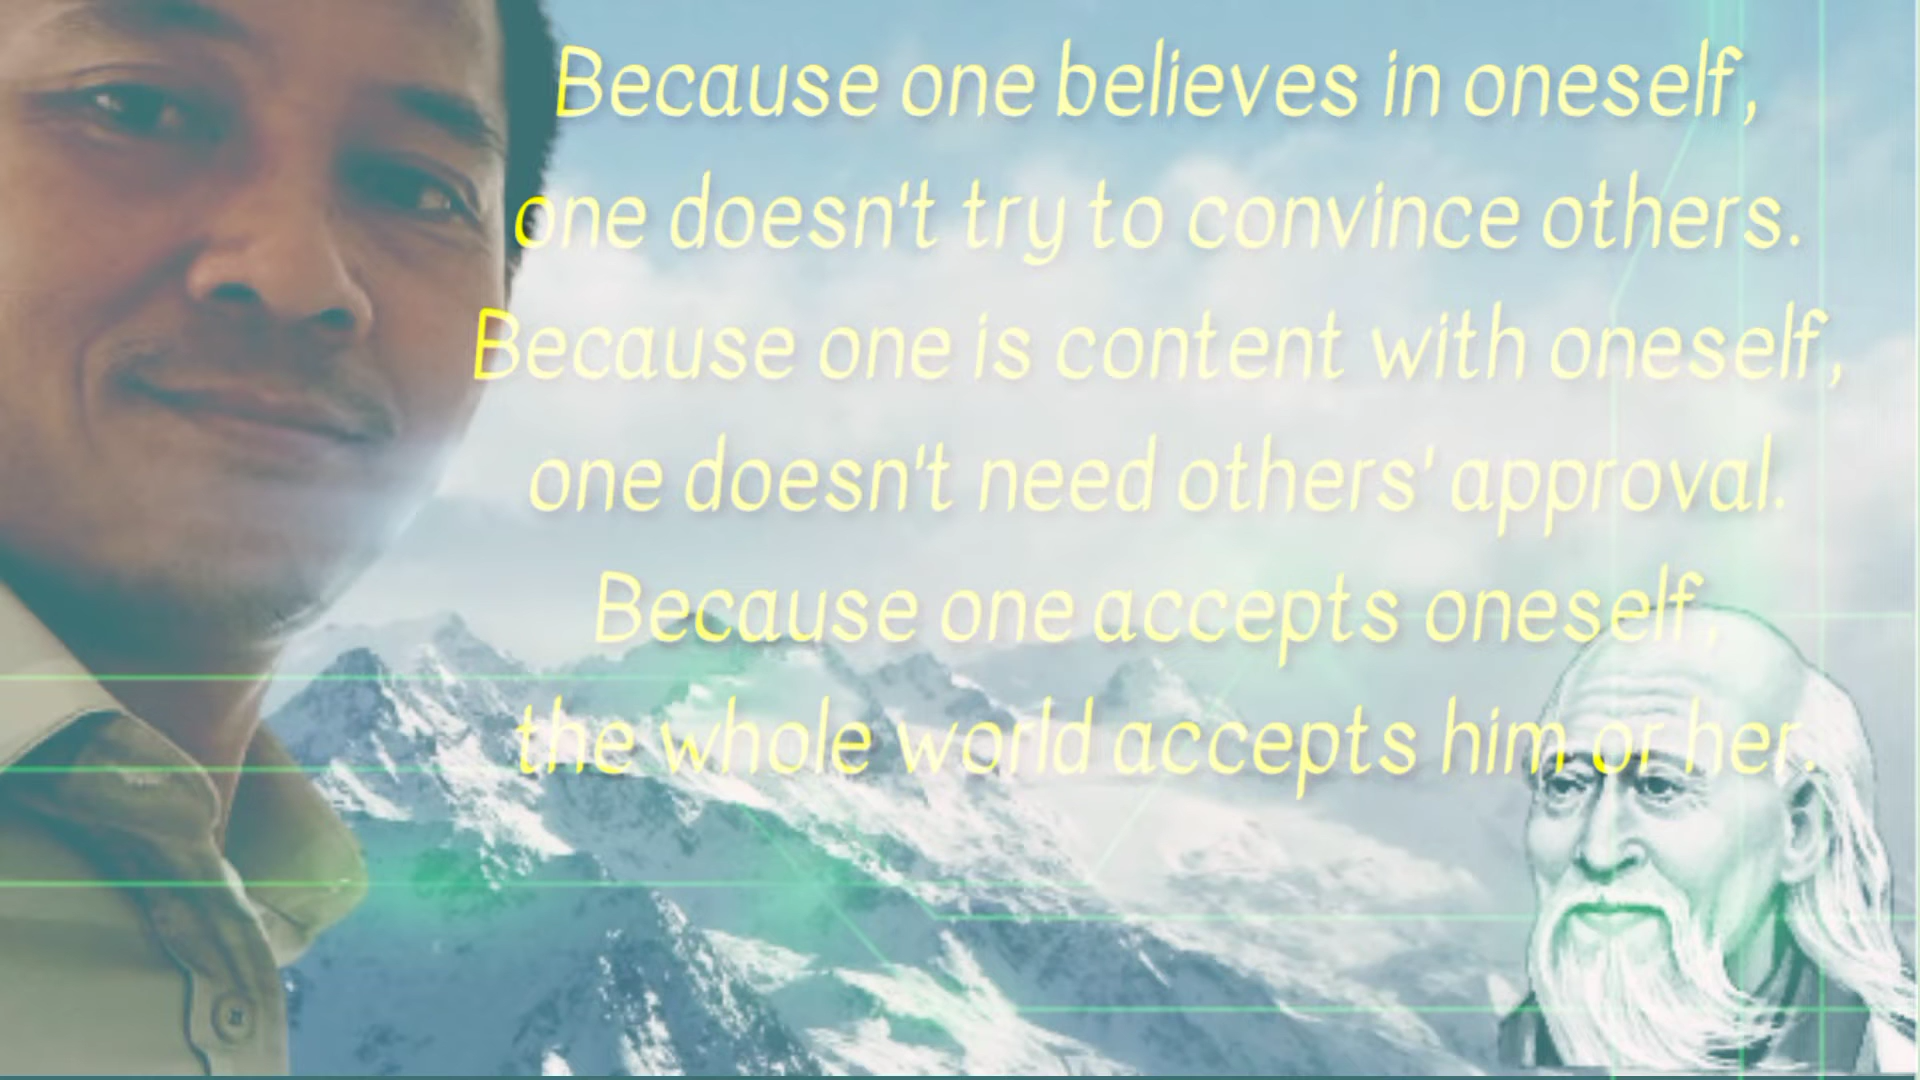 Because one believes in oneself,
one doesn't try to convince others.
Because one is content with oneself,
one doesn't need others' approval.
Because one accepts oneself,
the whole world accepts him or her.